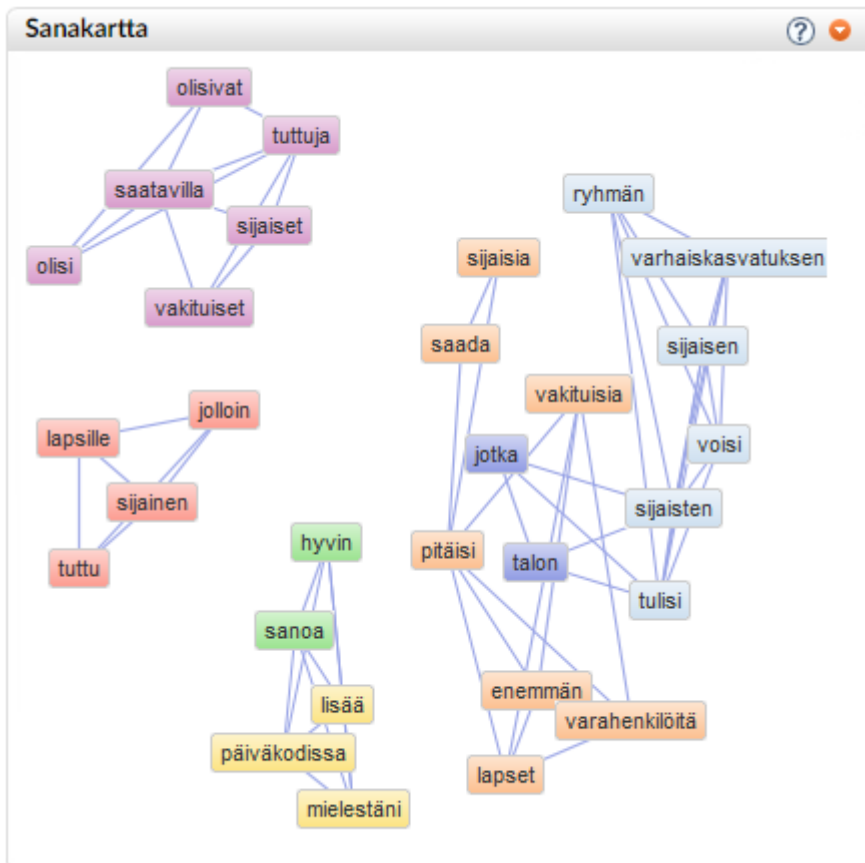 Sanakartta
?
olisivat
tuttuja
saatavilla
sijaiset
olisi
vakituiset
ryhmän
varhaiskasvatuksen
sijaisia
sijaisen
saada
vakituisia
jolloin
lapsille
voisi
jotka
sijainen
sijaisten
hyvin
pitäisi
talon
tuttu
tulisi
sanoa
enemmän
lisää
varahenkilöitä
päiväkodissa
lapset
mielestäni